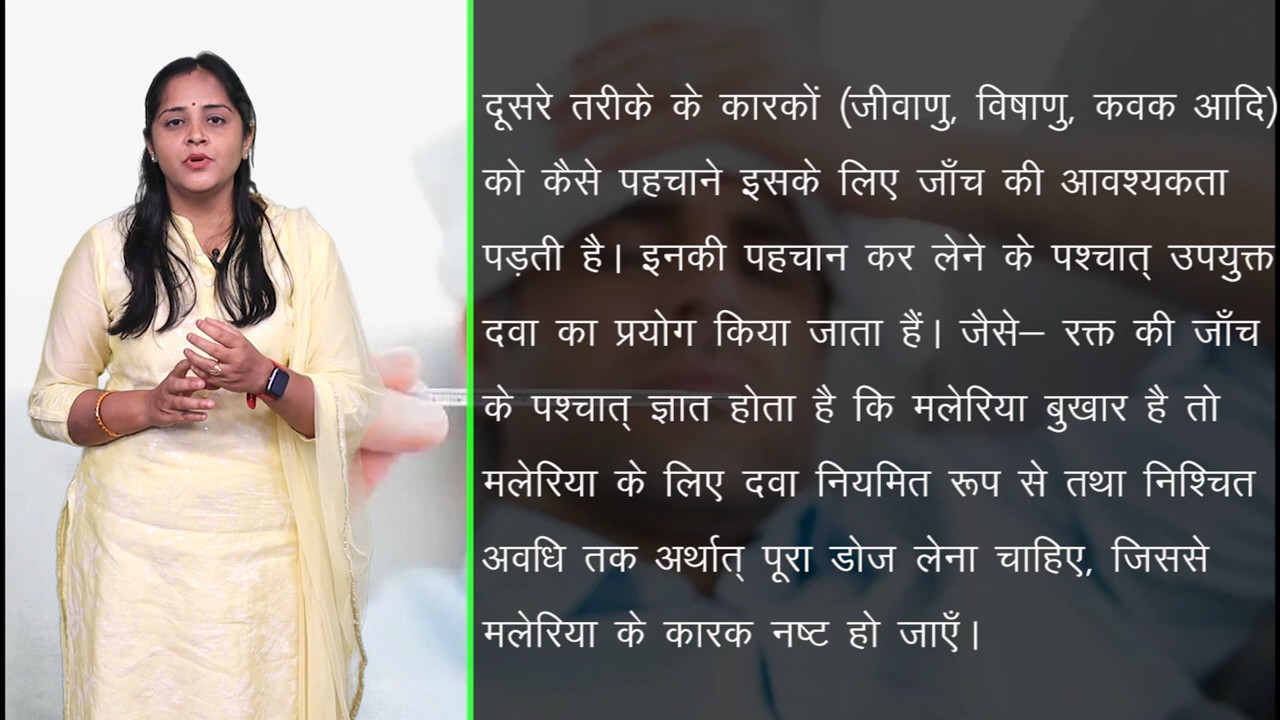 दूसरे तरीके के कारकों (जीवाणु, विषाणु, कवक आदि)
को कैसे पहचाने इसके लिए जाँच की आवश्यकता
पड़ती है। इनकी पहचान कर लेने के पश्चात् उपयुक्त
दवा का प्रयोग किया जाता हैं। जैसे– रक्त की जाँच
के पश्चात् ज्ञात होता है कि मलेरिया बुखार है तो
मलेरिया के लिए दवा नियमित रूप से तथा निश्चित
अवधि तक अर्थात् पूरा डोज लेना चाहिए, जिससे
मलेरिया के कारक नष्ट हो जाएँ।